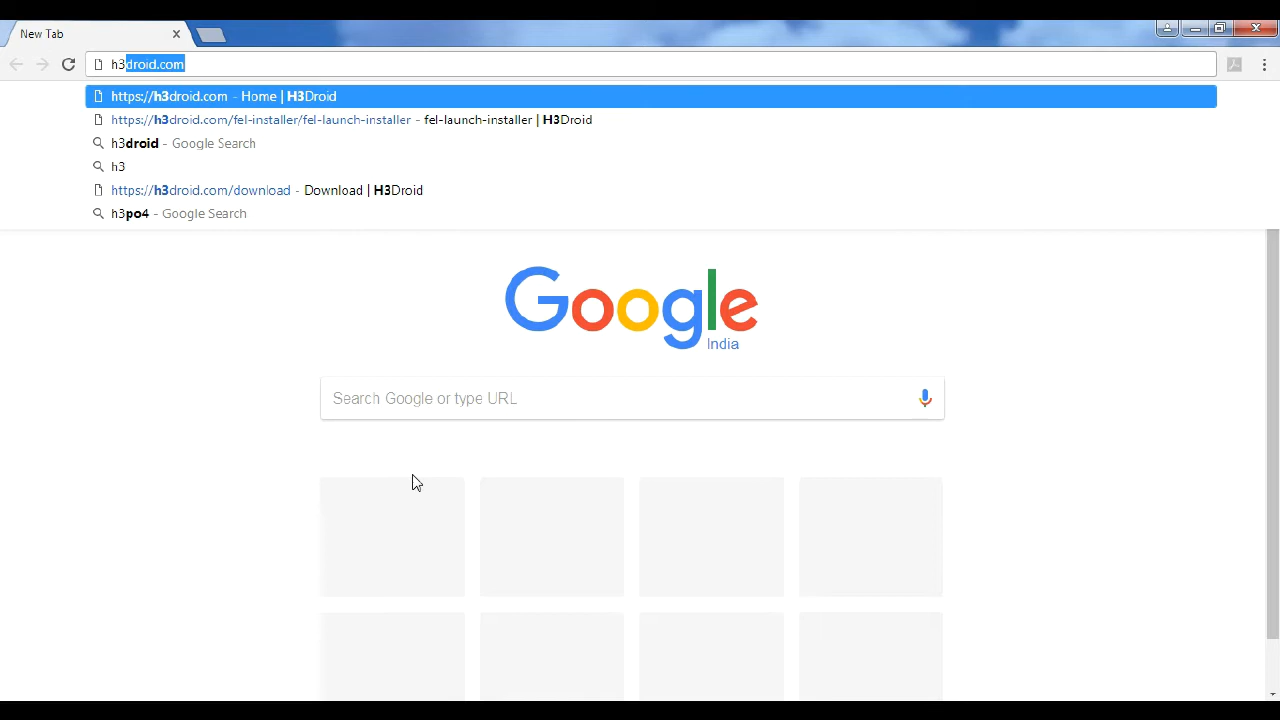 New Tab
h3droid.com
https://h3droid.com - Home | H3Droid
https://h3droid.com/fel-installer/fel-launch-installer - fel-launch-installer | H3Droid
h3droid - Google Search
h3
https://h3droid.com/download - Download | H3Droid
h3po4 - Google Search
Google
India
Search Google or type URL